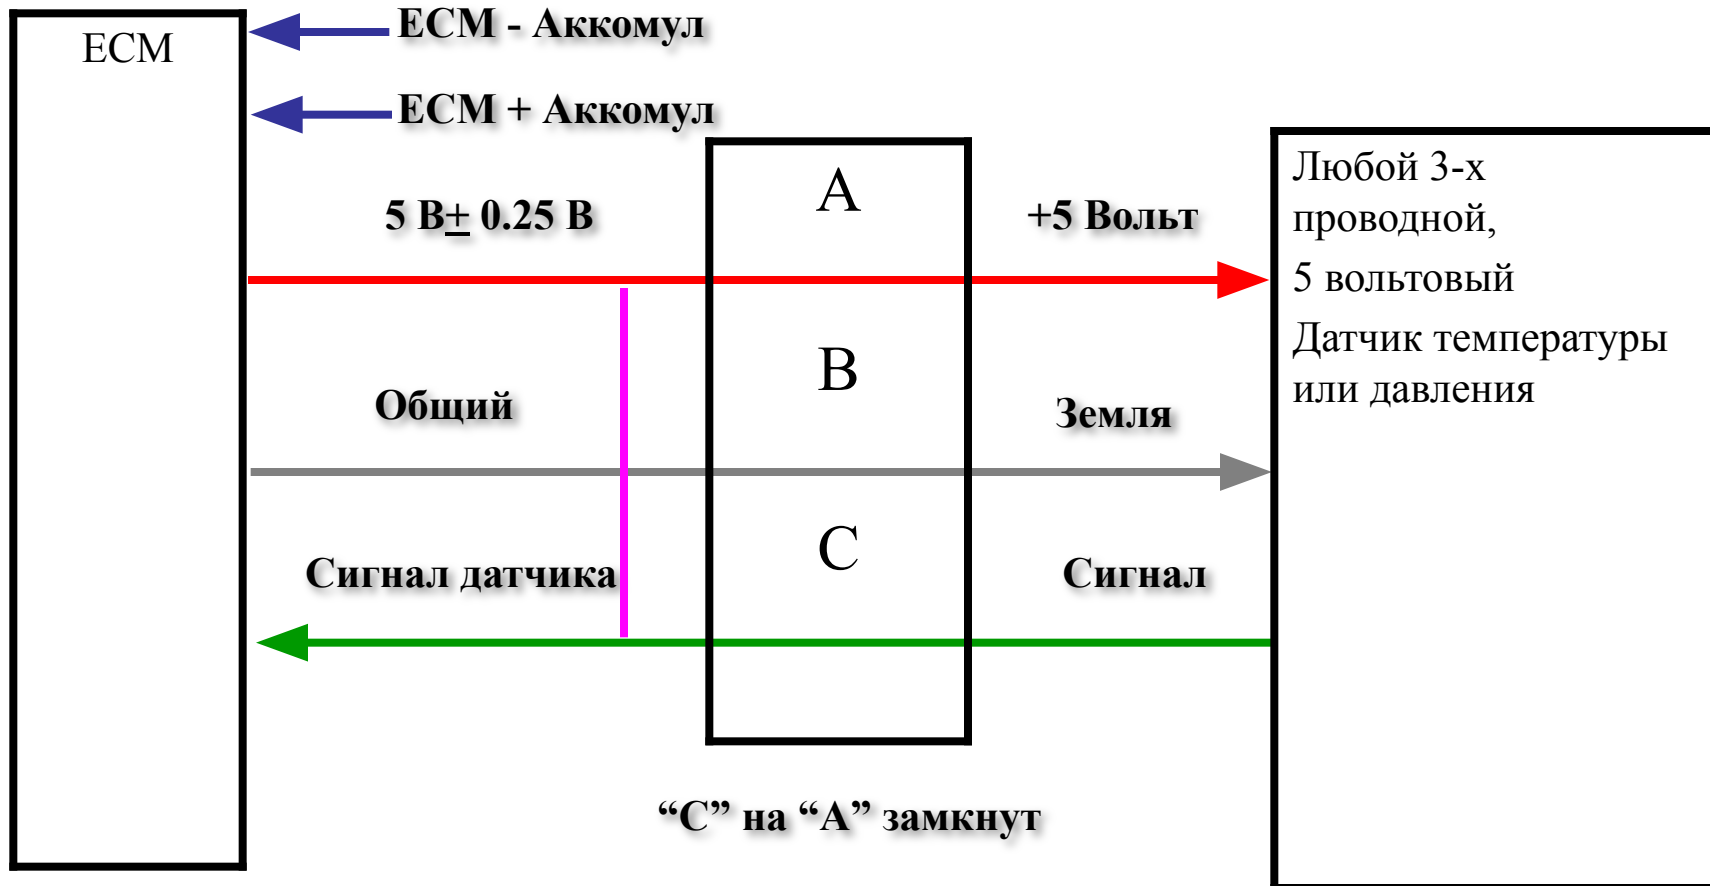 ECM
ECM - Аккомул
ECM + Аккомул
5 В± 0.25 В
A
+5 Вольт
Любой 3-х
проводной,
5 вольтовый
Датчик температуры
или давления
Общий
B
Земля
Сигнал датчика
C
Сигнал
“С” на “А” замкнут